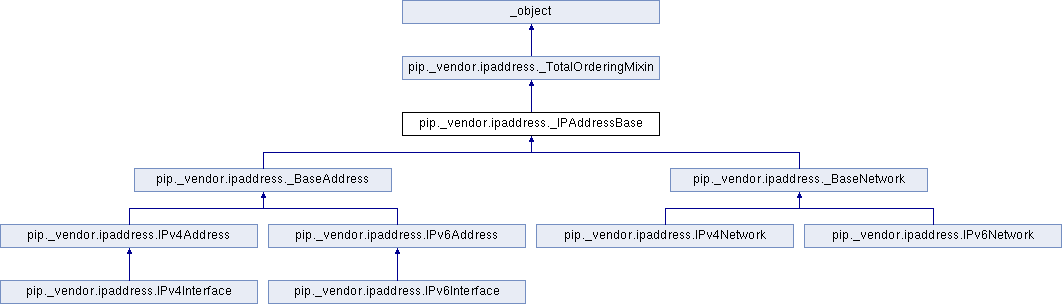 _object
pip._vendor.ipaddress._TotalOrderingMixin
pip._vendor.ipaddress._IPAddressBase
pip._vendor.ipaddress._BaseAddress
pip._vendor.ipaddress._BaseNetwork
pip._vendor.ipaddress.IPv4Address
pip._vendor.ipaddress.IPv6Address
pip._vendor.ipaddress.IPv4Network
pip._vendor.ipaddress.IPv6Network
pip._vendor.ipaddress.IPv4Interface
pip._vendor.ipaddress.IPv6Interface